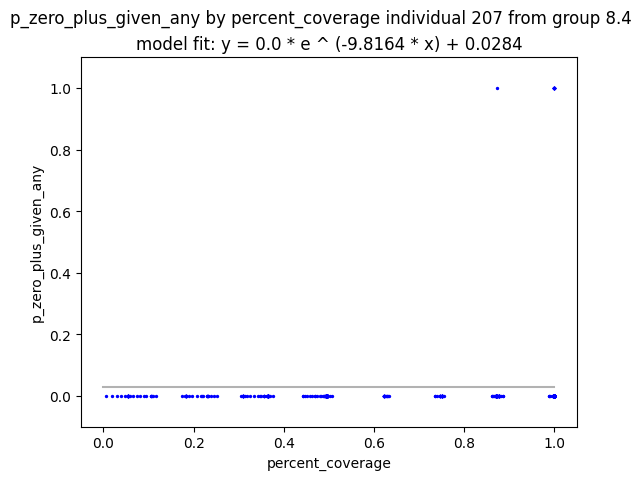 p_zero_plus_given_any by percent_coverage individual 207 from group 8.4
model fit: y = 0.0 * e ^ (-9.8164 * x) + 0.0284
1.0
0.8
0.6
0.4
0.2
0.0
p_zero_plus_given_any
0.0 0.2 0.4 0.6 0.8 1.0
percent_coverage